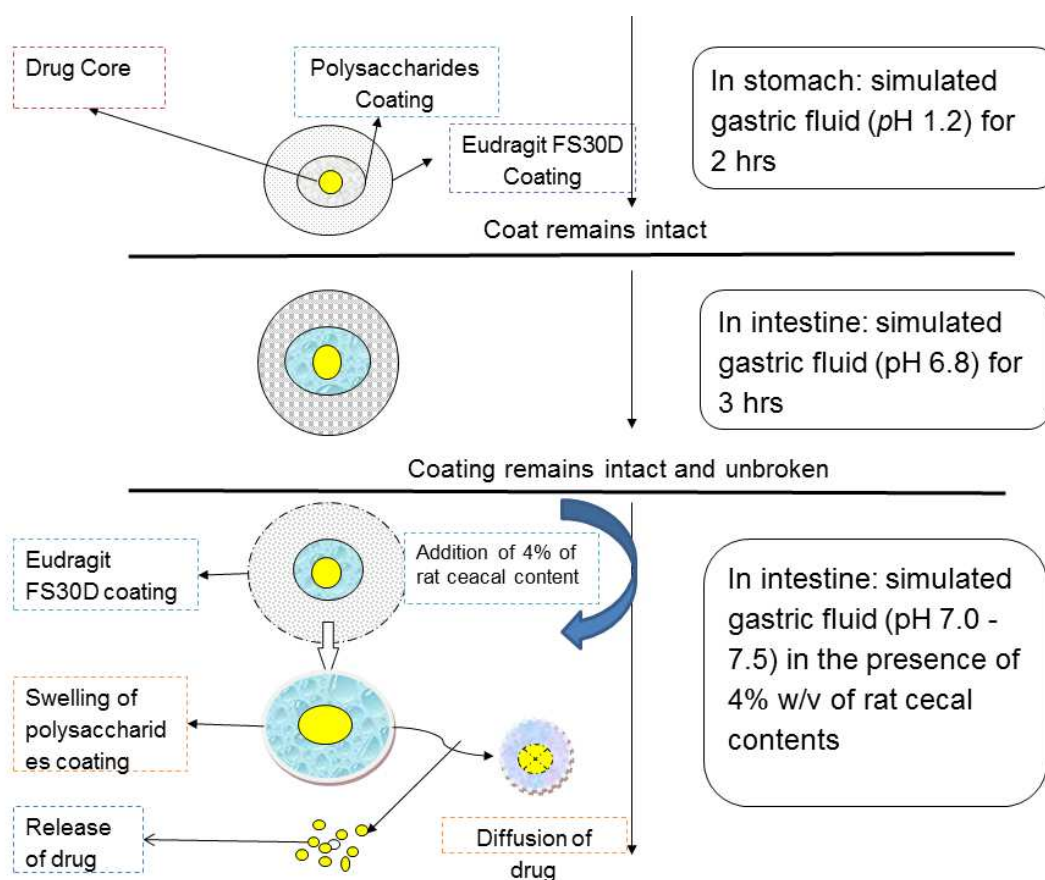 Drug Core
Polysaccharides
Coating
Eudragit FS30D
Coating
In stomach: simulated
gastric fluid (pH 1.2) for
2 hrs
Coat remains intact
In intestine: simulated
gastric fluid (pH 6.8) for
3 hrs
Coating remains intact and unbroken
Eudragit
FS30D coating
Addition of 4% of
rat ceacal content
In intestine: simulated
gastric fluid (pH 7.0 -
7.5) in the presence of
4% w/v of rat cecal
contents
Swelling of
polysaccharid
es coating
Release
of drug
Diffusion of
drug